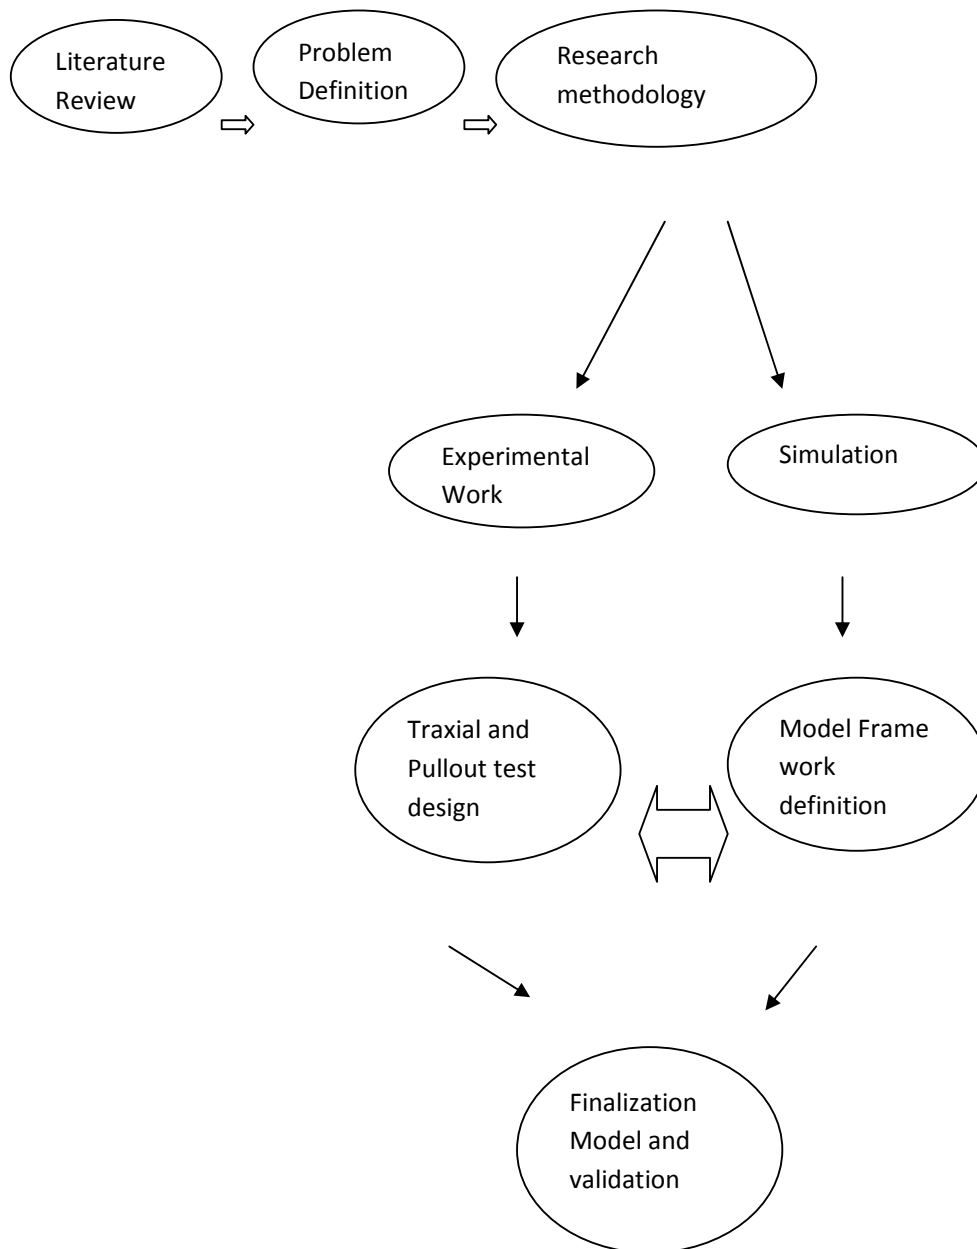 Literature
Review
Problem
Definition
Research
methodology
Experimental
Work
Simulation
Traxial and
Pullout test
design
Model Frame
work
definition
Finalization
Model and
validation